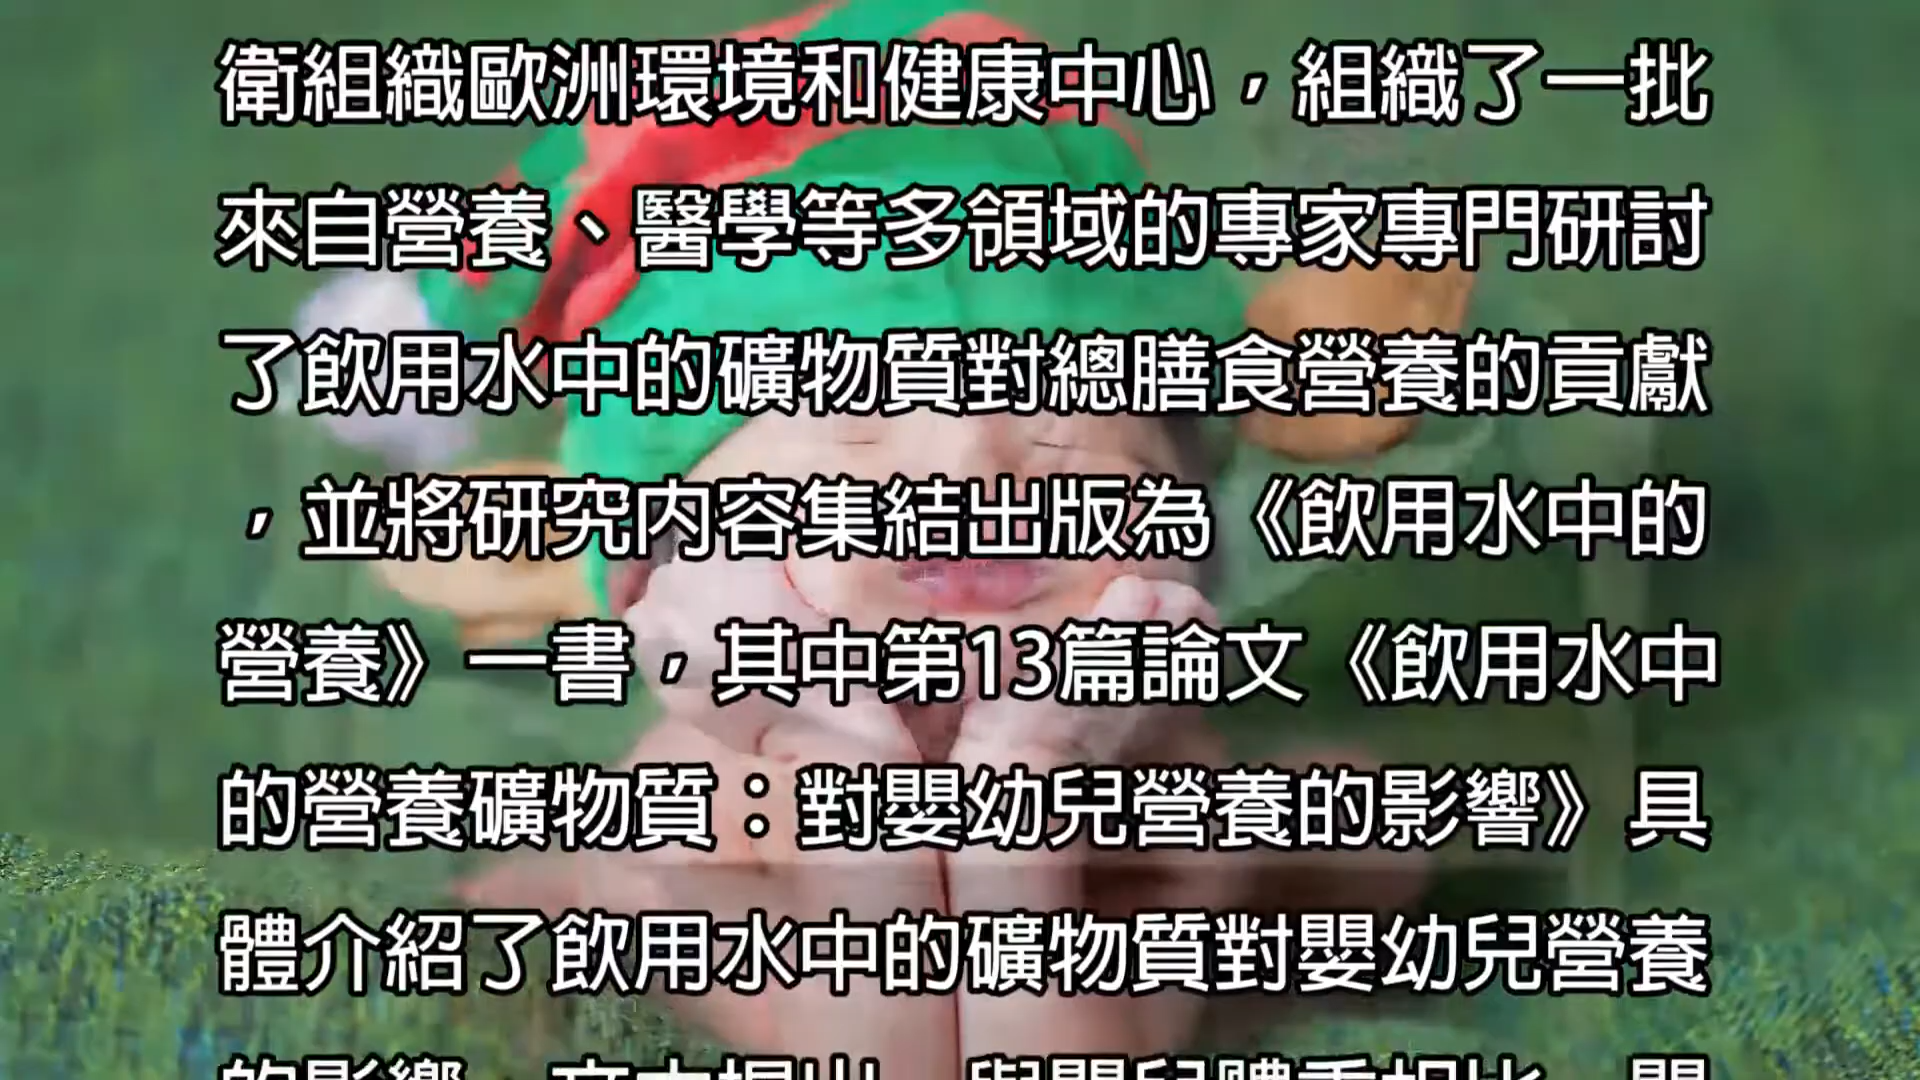 衛組織歐洲環境和健康中心，組織了一批
來自營養、醫學等多領域的專家專門研討
了飲用水中的礦物質對總膳食營養的貢獻
，並將研究内容集結出版為《飲用水中的
營養》一書，其中第13篇論文《飲用水中
的營養礦物質：對嬰幼兒營養的影響》具
體介紹了飲用水中的礦物質對嬰幼兒營養